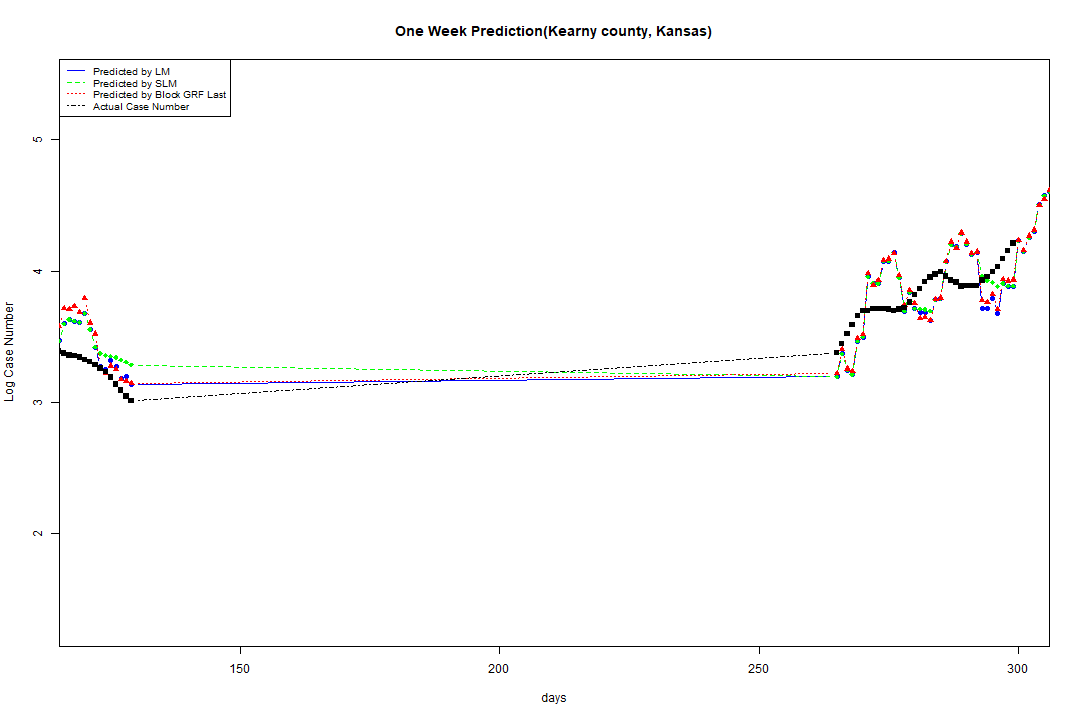 One Week Prediction(Kearny county, Kansas)
Predicted by LM
Predicted by SLM
Predicted by Block GRF Last
Actual Case Number
5
4
3
2
Log Case Number
150
200
250
300
days